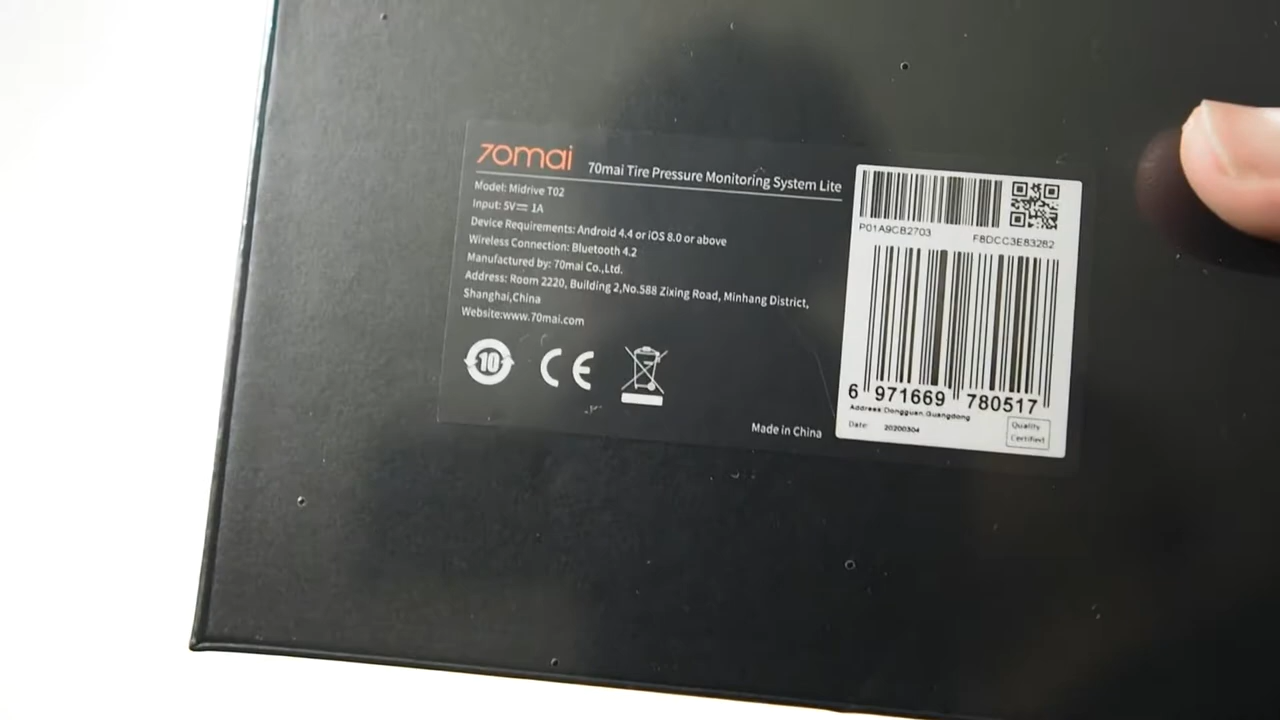 70mai 70mai Tire Pressure Monitoring System Lite
Model: Midrive T02
Input: 5V⎓ 1A
Device Requirements: Android 4.4 or iOS 8.0 or above
Wireless Connection: Bluetooth 4.2
Manufactured by: 70mai Co.,Ltd.
Address: Room 2220, Building 2,No.588 Zixing Road, Minhang District,
Shanghai,China
Website:www.70mai.com
10
CE
Made in China
P01A9CB2703 F8DCC3E83282
6 971669 780517
Address:Dongguan,Guangdong
Date: 20200304
Quality
Certified